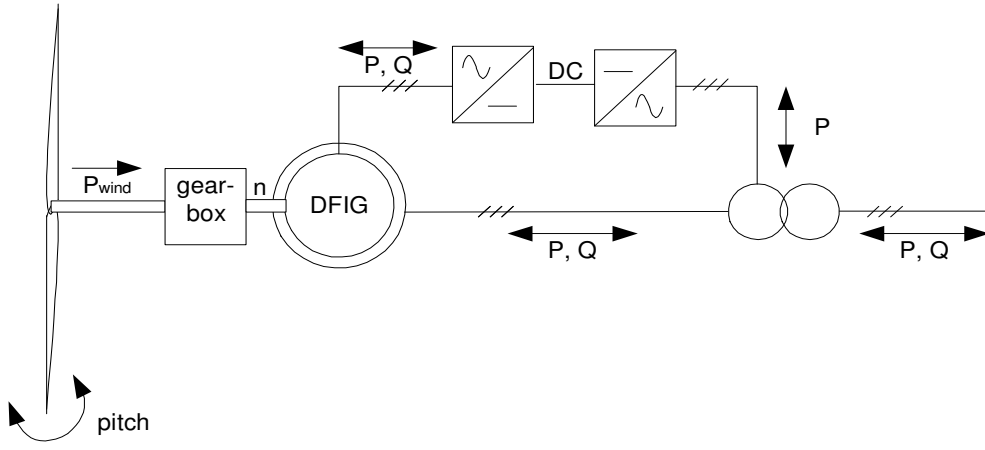 P, Q
DC
P
Pwind
gear-
box
n
DFIG
P, Q
P, Q
pitch